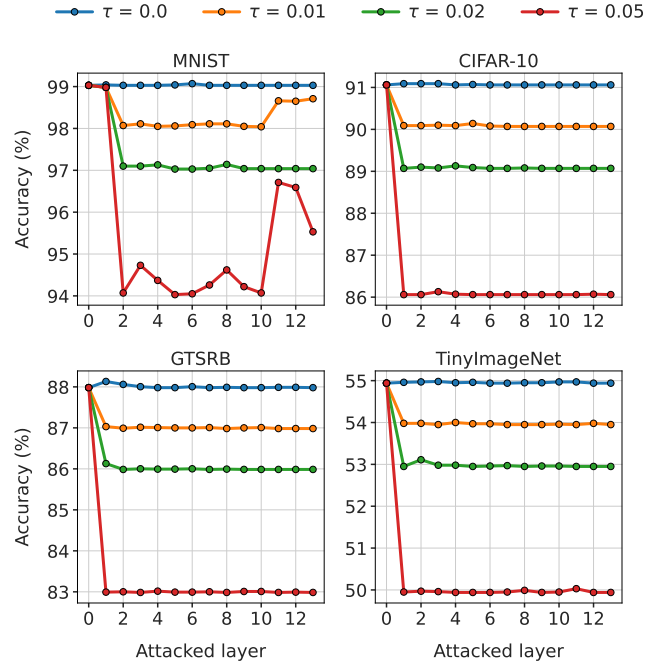 τ = 0.0 τ = 0.01 τ = 0.02 τ = 0.05
MNIST CIFAR-10
99 98 97 96 95 94
Accuracy (%)
0 2 4 6 8 10 12
91 90 89 88 87 86
0 2 4 6 8 10 12
GTSRB TinyImageNet
88 87 86 85 84 83
Accuracy (%)
0 2 4 6 8 10 12
Attacked layer
55 54 53 52 51 50
0 2 4 6 8 10 12
Attacked layer